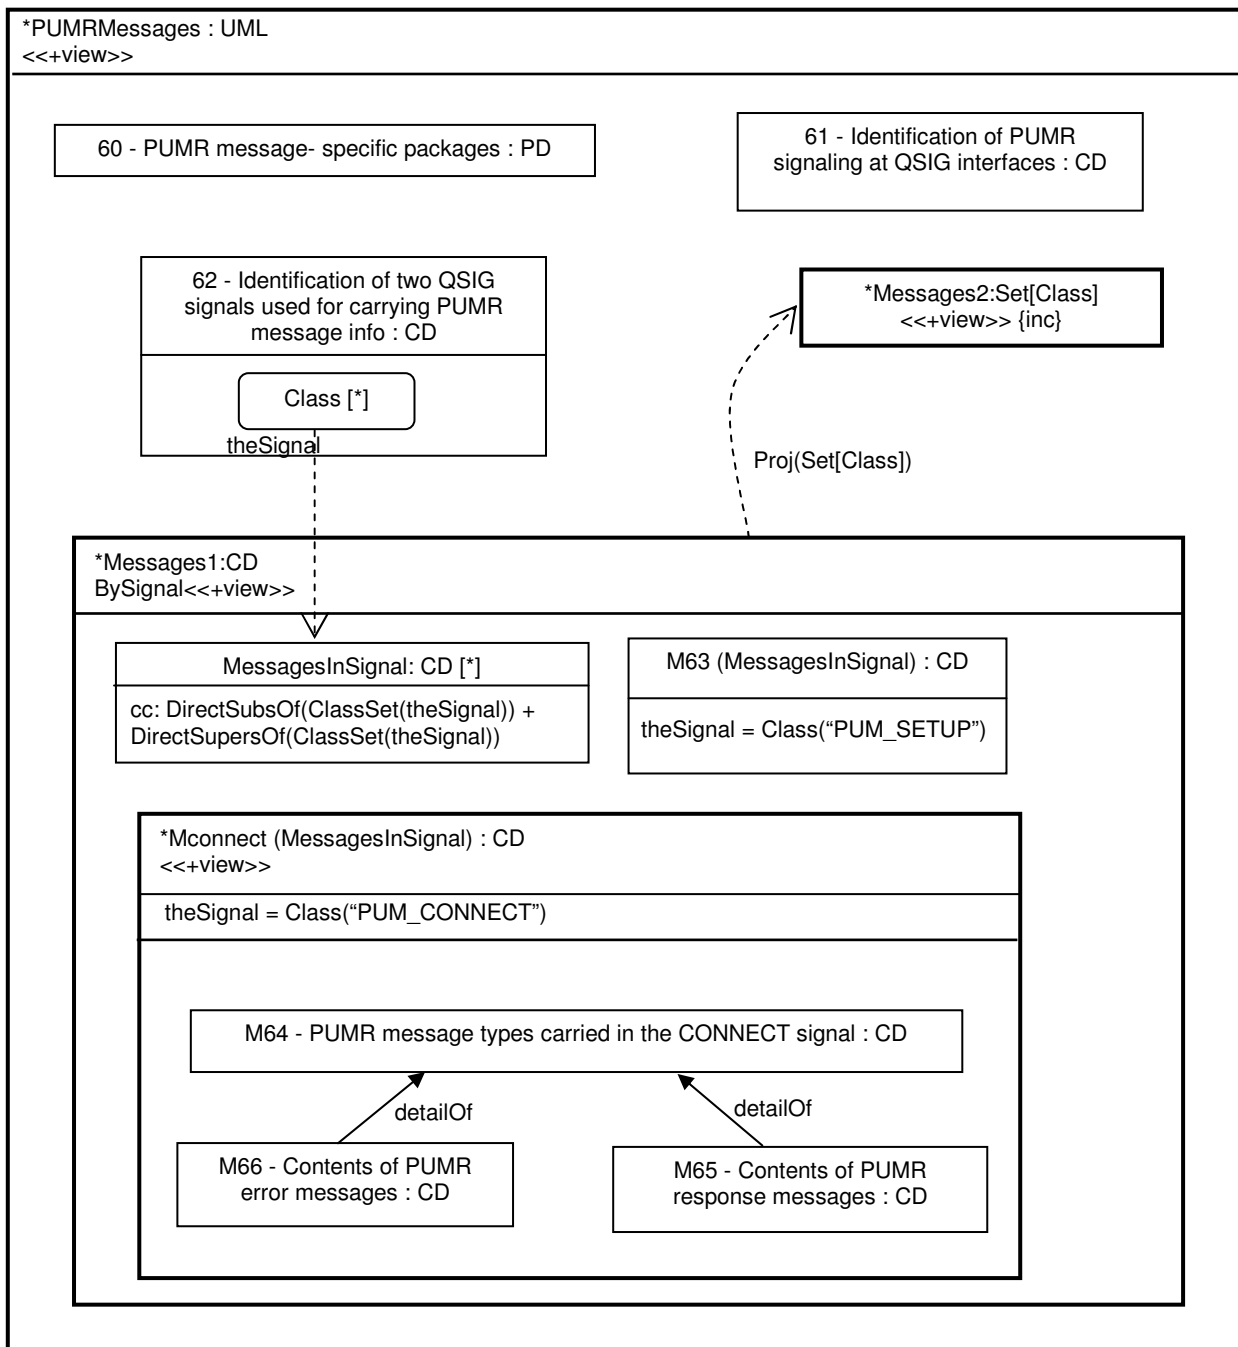 *PUMRMessages : UML
<<+view>>
60 - PUMR message- specific packages : PD
61 - Identification of PUMR
signaling at QSIG interfaces : CD
62 - Identification of two QSIG
signals used for carrying PUMR
message info : CD
Class [*]
theSignal
*Messages2:Set[Class]
<<+view>> {inc}
Proj(Set[Class])
*Messages1:CD
BySignal<<+view>>
MessagesInSignal: CD [*]
cc: DirectSubsOf(ClassSet(theSignal)) +
DirectSupersOf(ClassSet(theSignal))
M63 (MessagesInSignal) : CD
theSignal = Class(“PUM_SETUP”)
*Mconnect (MessagesInSignal) : CD
<<+view>>
theSignal = Class(“PUM_CONNECT”)
M64 - PUMR message types carried in the CONNECT signal : CD
detailOf
detailOf
M66 - Contents of PUMR
error messages : CD
M65 - Contents of PUMR
response messages : CD